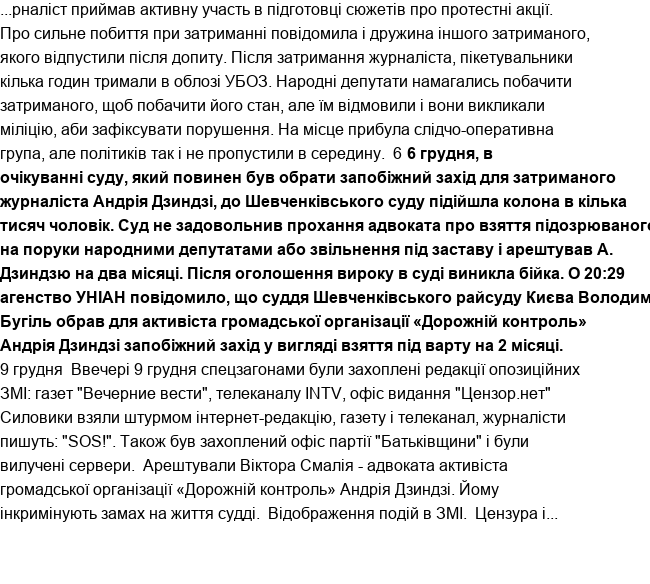 ...рналіст приймав активну участь в підготовці сюжетів про протестні акції.
Про сильне побиття при затриманні повідомила і дружина іншого затриманого,
якого відпустили після допиту. Після затримання журналіста, пікетувальники
кілька годин тримали в облозі УБОЗ. Народні депутати намагались побачити
затриманого, щоб побачити його стан, але їм відмовили і вони викликали
міліцію, аби зафіксувати порушення. На місце прибула слідчо-оперативна
група, але політиків так і не пропустили в середину. 6 6 грудня, в
очікуванні суду, який повинен був обрати запобіжний захід для затриманого
журналіста Андрія Дзиндзі, до Шевченківського суду підійшла колона в кілька
тисяч чоловік. Суд не задовольнив прохання адвоката про взяття підозрюваного
на поруки народними депутатами або звільнення під заставу і арештував А.
Дзиндзю на два місяці. Після оголошення вироку в суді виникла бійка. О 20:29
агенство УНІАН повідомило, що суддя Шевченківського райсуду Києва Володим
Бугіль обрав для активіста громадської організації «Дорожній контроль»
Андрія Дзиндзі запобіжний захід у вигляді взяття під варту на 2 місяці.
9 грудня Ввечері 9 грудня спецзагонами були захоплені редакції опозиційних
ЗМІ: газет "Вечерние вести", телеканалу INTV, офіс видання "Цензор.нет"
Силовики взяли штурмом інтернет-редакцію, газету і телеканал, журналісти
пишуть: "SOS!". Також був захоплений офіс партії "Батьківщини" і були
вилучені сервери. Арештували Віктора Смалія - адвоката активіста
громадської організації «Дорожній контроль» Андрія Дзиндзі. Йому
інкримінують замах на життя судді. Відображення подій в ЗМІ. Цензура і...